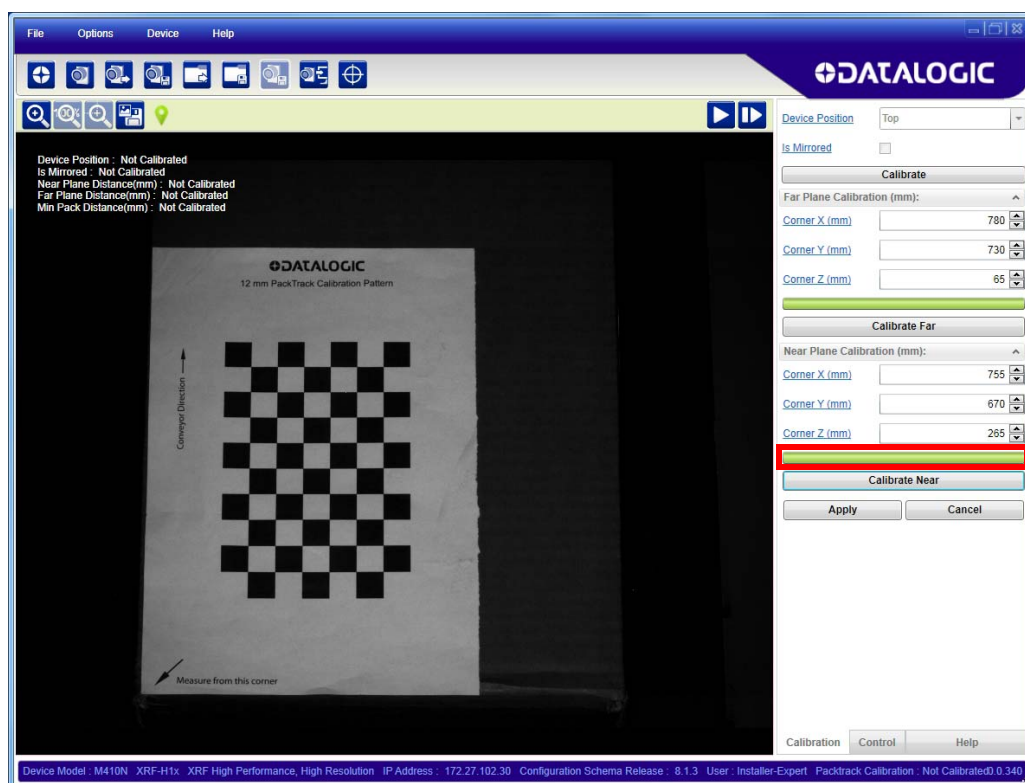 File Options Device Help
DATALOGIC
Device Position Top
Is Mirrored
Calibrate
Far Plane Calibration (mm):
Corner X (mm) 780
Corner Y (mm) 730
Corner Z (mm) 65
Calibrate Far
Near Plane Calibration (mm):
Corner X (mm) 755
Corner Y (mm) 670
Corner Z (mm) 265
Calibrate Near
Apply Cancel
Calibration Control Help
Device Position : Not Calibrated
Is Mirrored : Not Calibrated
Near Plane Distance(mm) : Not Calibrated
Far Plane Distance(mm) : Not Calibrated
Min Pack Distance(mm) : Not Calibrated
DATALOGIC
12 mm PackTrack Calibration Pattern
Conveyor Direction
Measure from this corner
Device Model : M410N XRF-H1x XRF High Performance, High Resolution IP Address : 172.27.102.30 Configuration Schema Release : 8.1.3 User : Installer-Expert Packtrack Calibration : Not Calibrated0.0.340